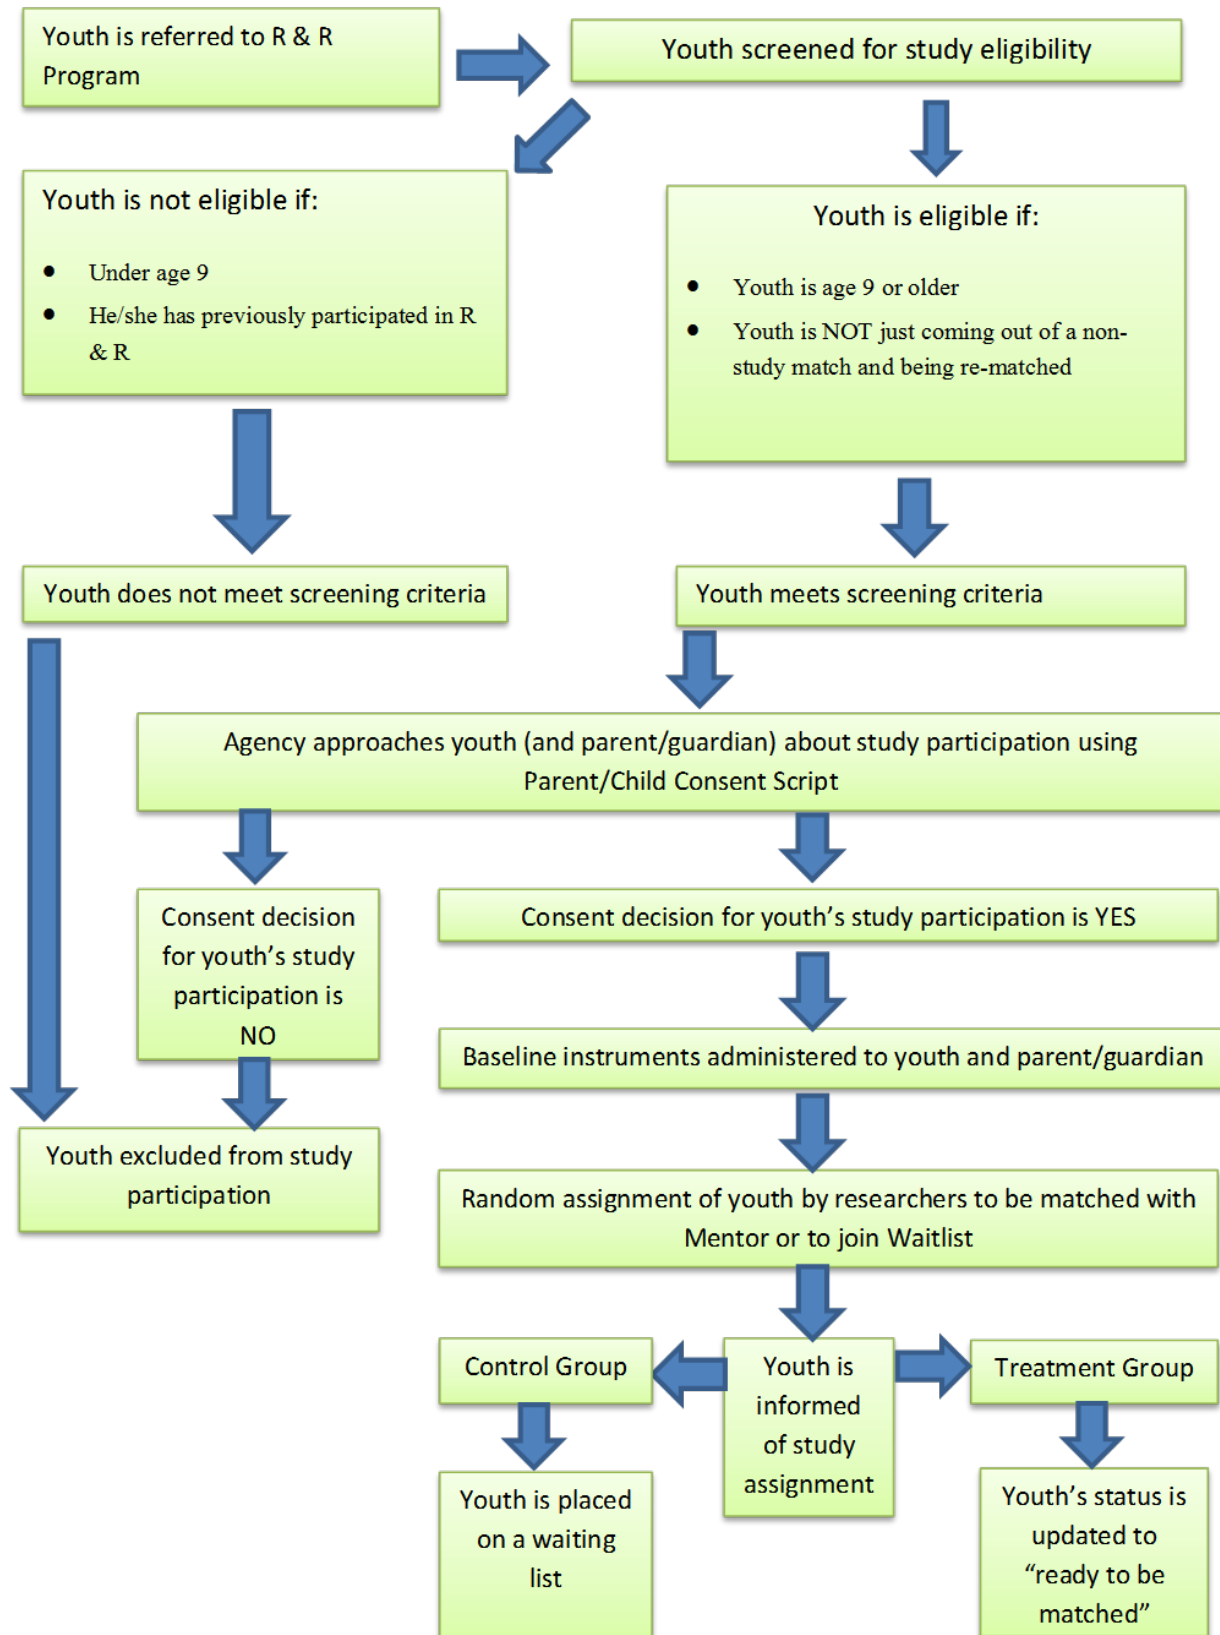 Youth is referred to R & R
Program
Youth screened for study eligibility
Youth is not eligible if:
● Under age 9
● He/she has previously participated in R
& R
Youth is eligible if:
● Youth is age 9 or older
● Youth is NOT just coming out of a non-
study match and being re-matched
Youth does not meet screening criteria
Youth meets screening criteria
Agency approaches youth (and parent/guardian) about study participation using
Parent/Child Consent Script
Consent decision
for youth’s study
participation is
NO
Consent decision for youth’s study participation is YES
Baseline instruments administered to youth and parent/guardian
Youth excluded from study
participation
Random assignment of youth by researchers to be matched with
Mentor or to join Waitlist
Control Group
Youth is
informed
of study
assignment
Treatment Group
Youth is placed
on a waiting
list
Youth’s status is
updated to
“ready to be
matched”